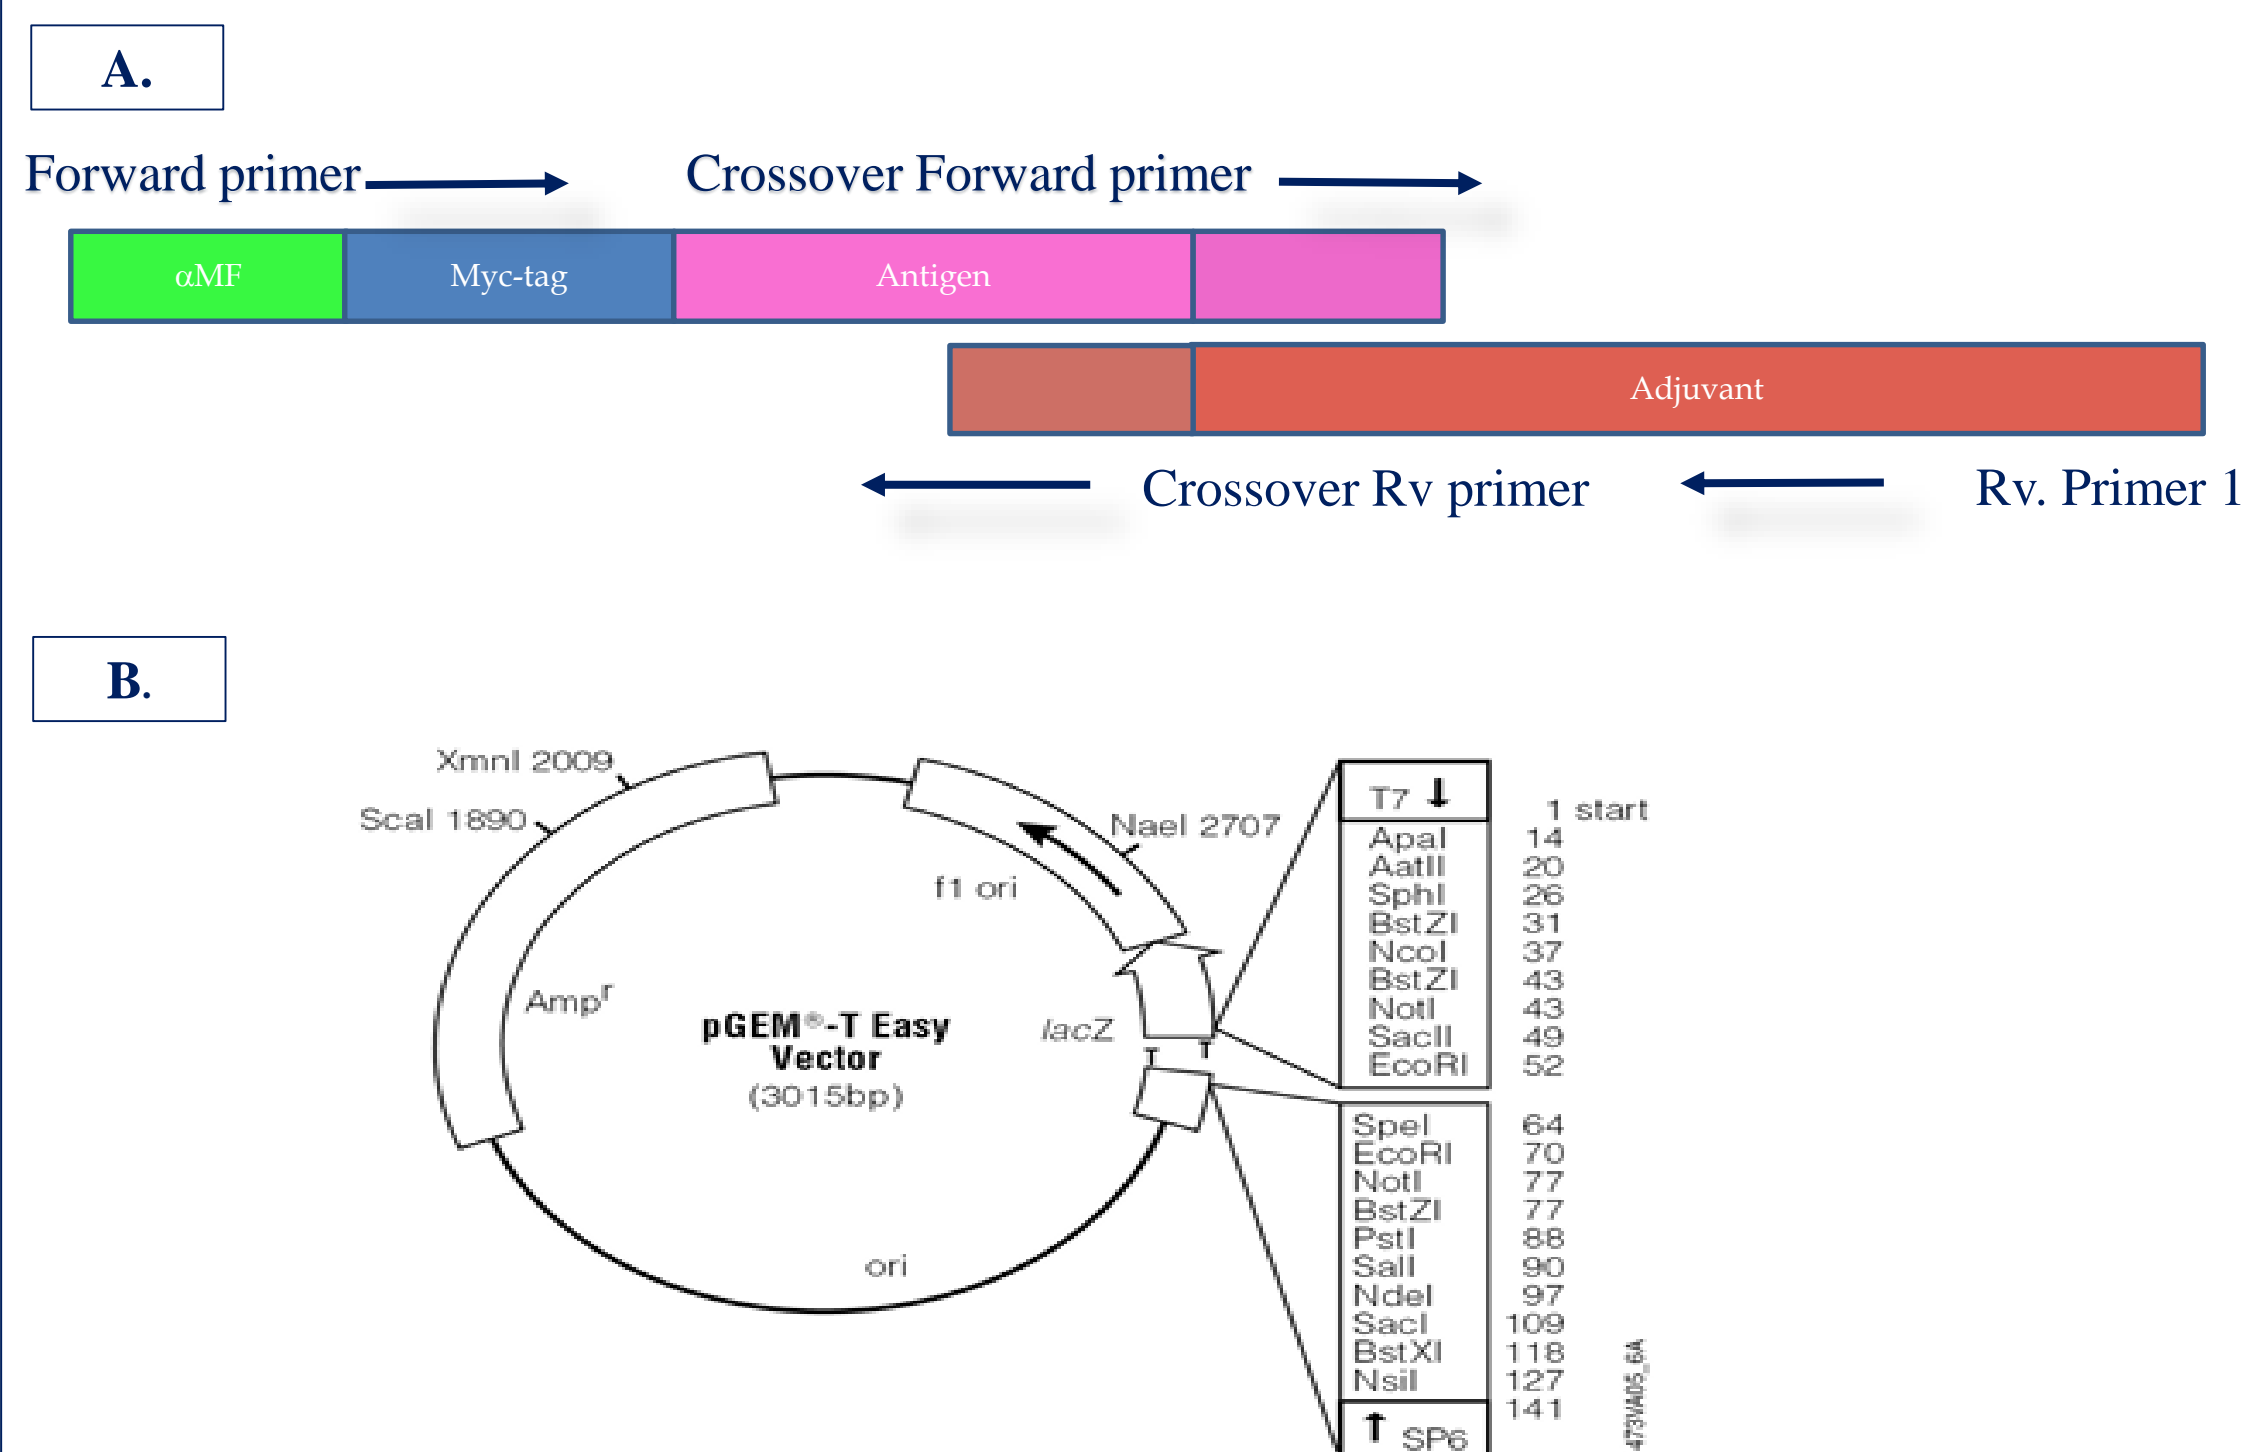 A.
Forward primer
Crossover Forward primer
αMF
Myc-tag
Antigen
Adjuvant
Crossover Rv primer
Rv. Primer 1
B.
XmnI 2009
ScaI 1890
NaeI 2707
f1 ori
Ampr
pGEM®-T Easy
Vector
(3015bp)
lacZ
T
T
ori
T7 ↓
1 start
ApaI 14
AatII 20
SphI 26
BstZI 31
NcoI 37
BstZI 43
NotI 43
SacII 49
EcoRI 52
SpeI 64
EcoRI 70
NotI 77
BstZI 77
PstI 88
SalI 90
NdeI 97
SacI 109
BstXI 118
NsiI 127
141
↑ SP6
473VA05_6A